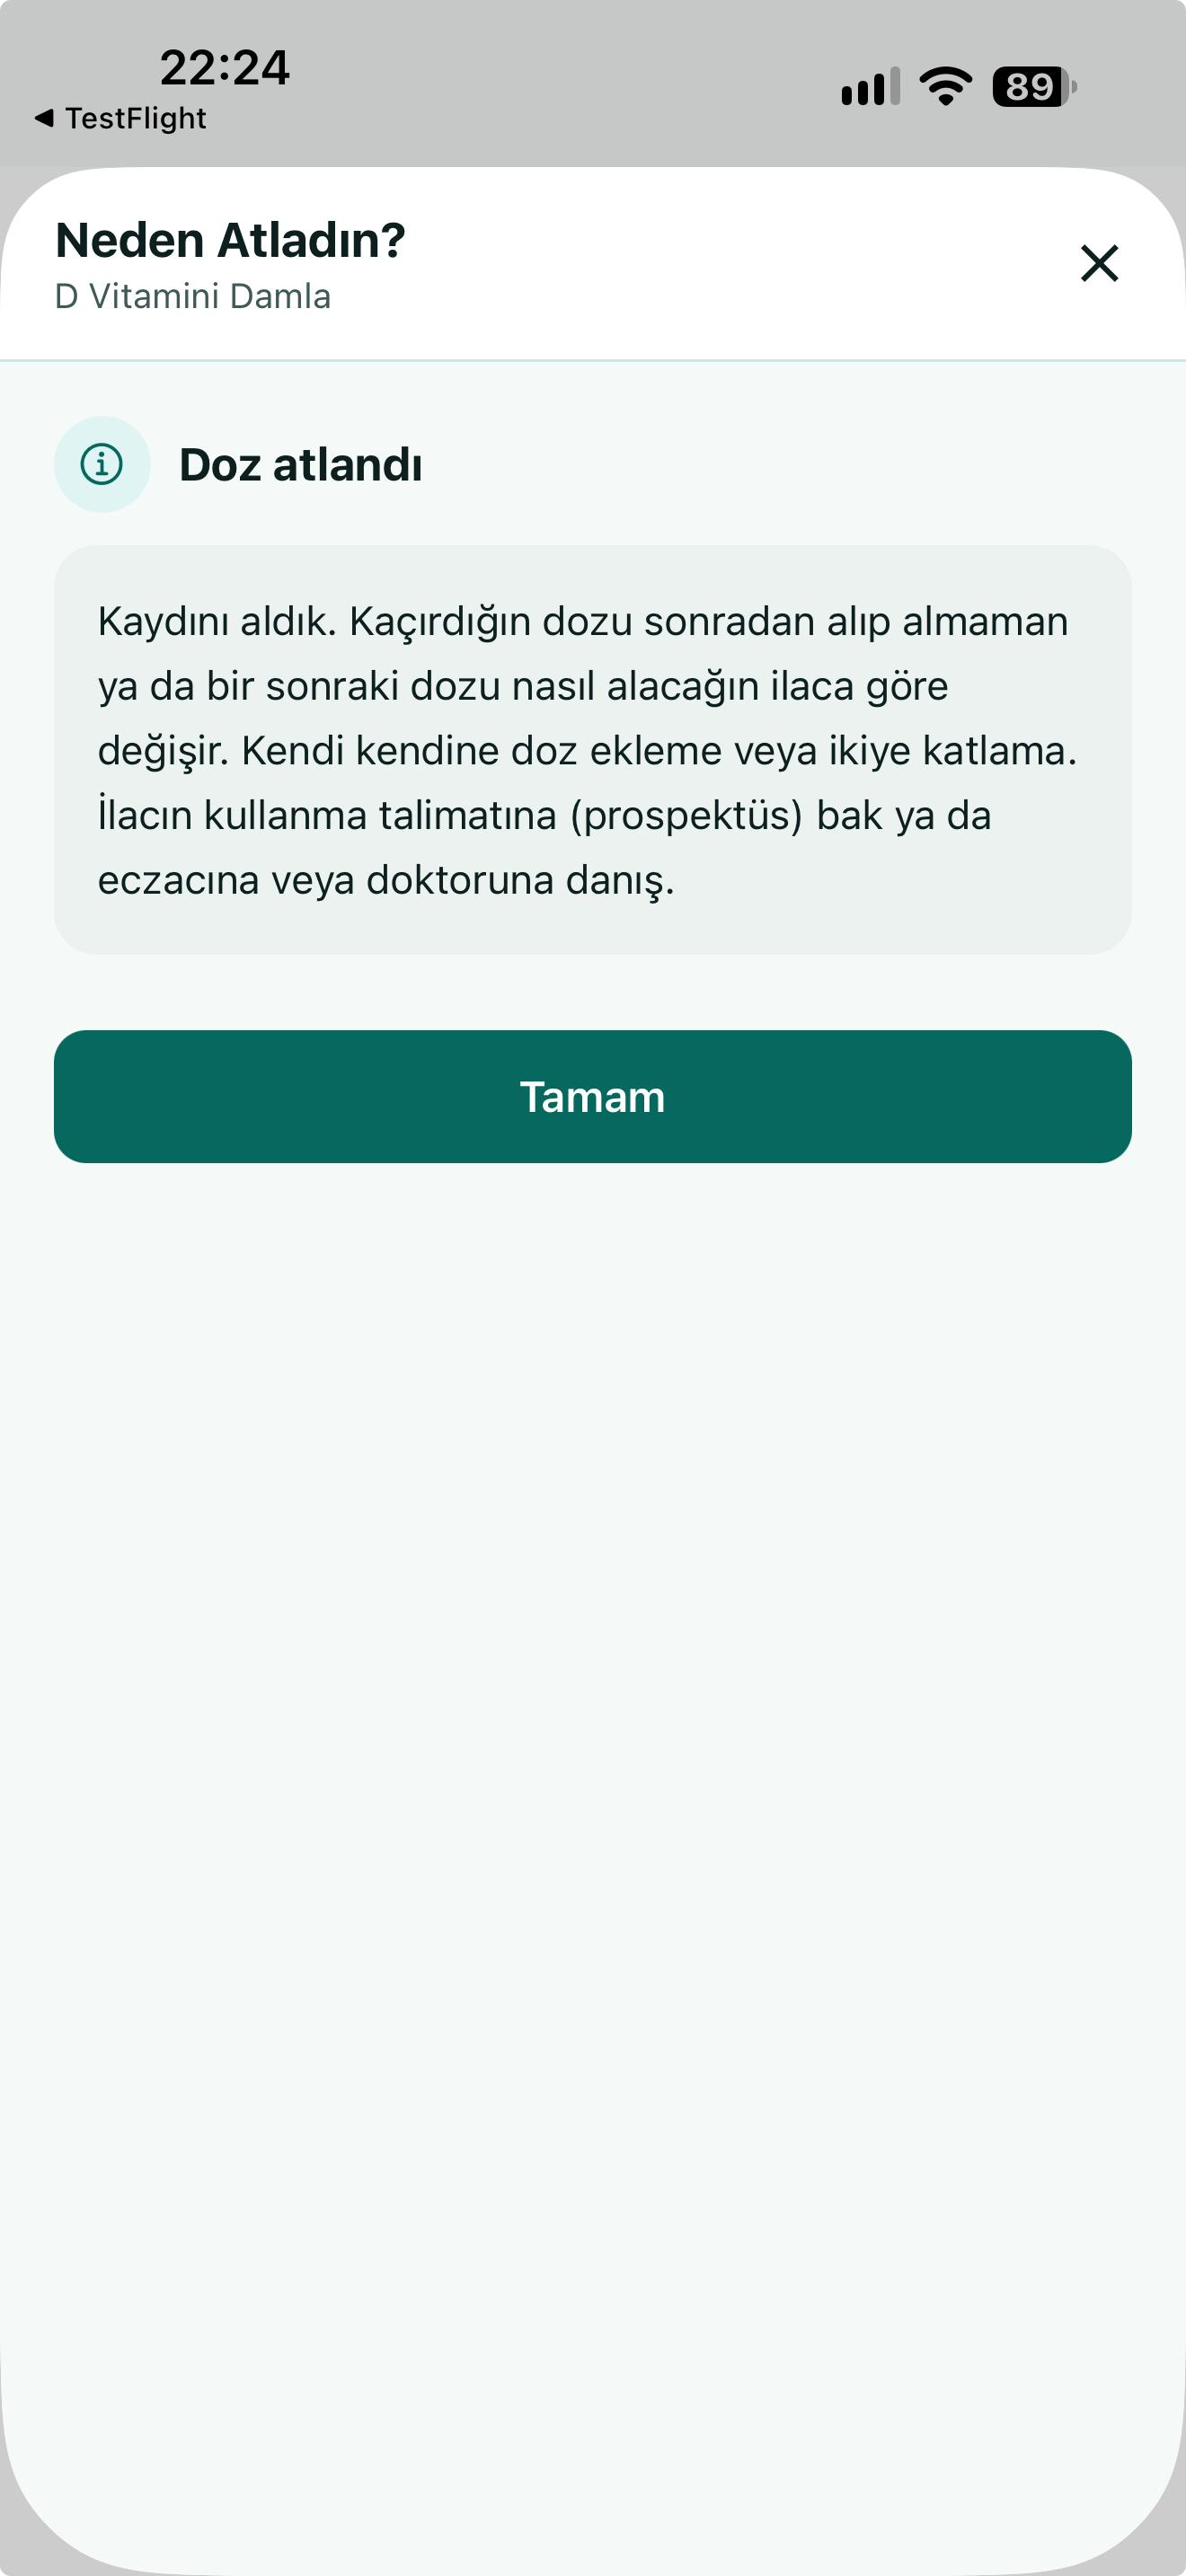 22:24
89
◀ TestFlight
Neden Atladın?
D Vitamini Damla
Doz atlandı
Kaydını aldık. Kaçırdığın dozu sonradan alıp almaman
ya da bir sonraki dozu nasıl alacağın ilaca göre
değişir. Kendi kendine doz ekleme veya ikiye katlama.
İlacın kullanma talimatına (prospektüs) bak ya da
eczacına veya doktoruna danış.
Tamam